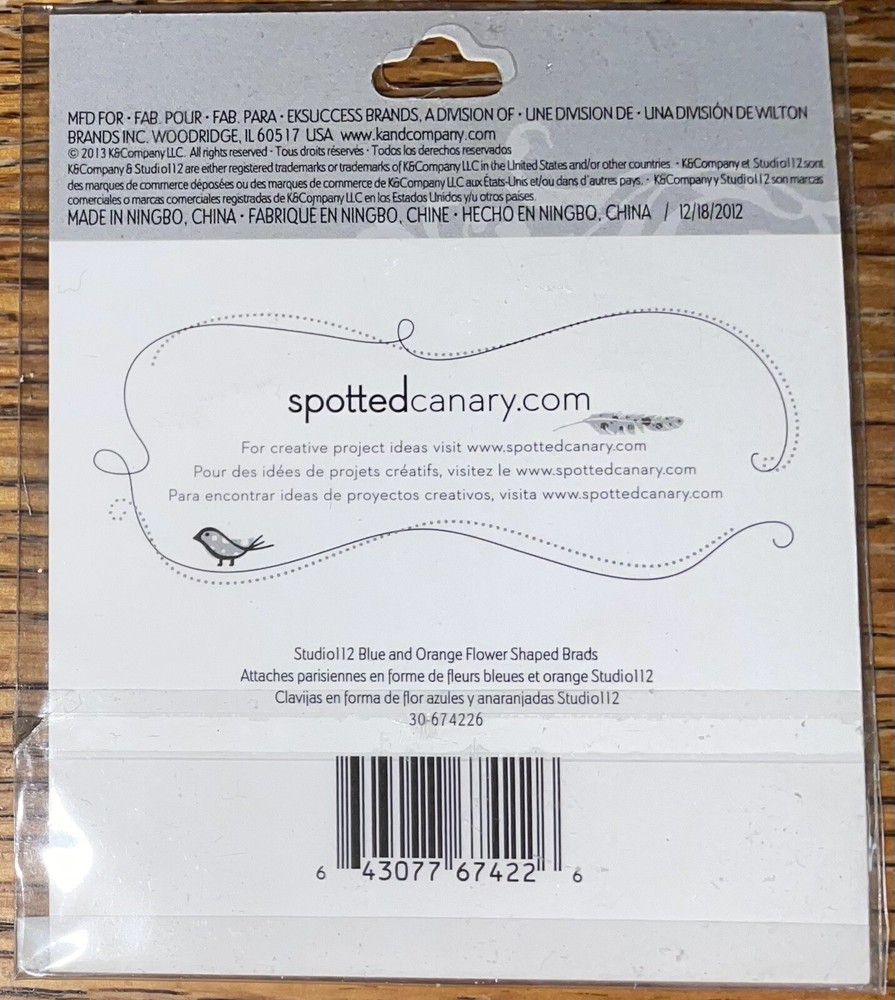 MFD FOR • FAB. POUR • FAB. PARA • EKSUCCESS BRANDS, A DIVISION OF • UNE DIVISION DE • UNA DIVISIÓN DE WILTON
BRANDS INC. WOODRIDGE, IL 60517 USA www.kandcompany.com
© 2013 K&Company LLC. All rights reserved • Tous droits réservés • Todos los derechos reservados
K&Company & Studio112 are either registered trademarks or trademarks of K&Company LLC in the United States and/or other countries. • K&Company et Studio112 sont
des marques de commerce déposées ou des marques de commerce de K&Company LLC aux États-Unis et/ou dans d'autres pays. • K&Company y Studio112 son marcas
comerciales o marcas comerciales registradas de K&Company LLC en los Estados Unidos y/u otros países.
MADE IN NINGBO, CHINA • FABRIQUÉ EN NINGBO, CHINE • HECHO EN NINGBO, CHINA / 12/18/2012
spottedcanary.com
For creative project ideas visit www.spottedcanary.com
Pour des idées de projets créatifs, visitez le www.spottedcanary.com
Para encontrar ideas de proyectos creativos, visita www.spottedcanary.com
Studio112 Blue and Orange Flower Shaped Brads
Attaches parisiennes en forme de fleurs bleues et orange Studio112
Clavijas en forma de flor azules y anaranjadas Studio112
30-674226
6 43077 67422 6